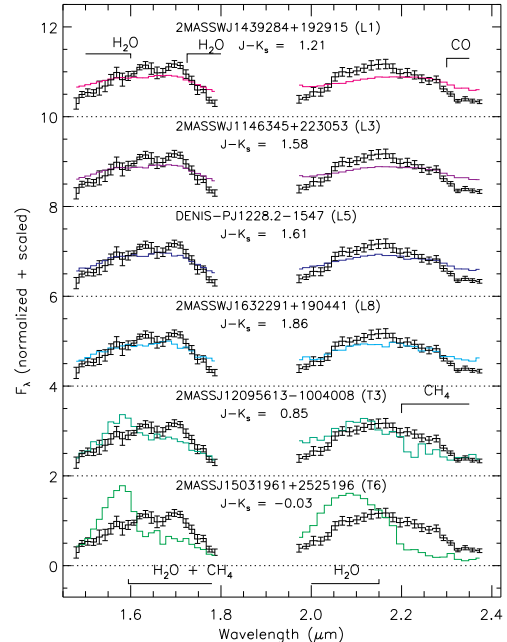 2MASSWJ1439284+192915 (L1)
H₂O H₂O J-Kₛ = 1.21 CO
2MASSWJ1146345+223053 (L3)
J-Kₛ = 1.58
DENIS-PJ1228.2-1547 (L5)
J-Kₛ = 1.61
2MASSWJ1632291+190441 (L8)
J-Kₛ = 1.86
2MASSJ12095613-1004008 (T3)
J-Kₛ = 0.85 CH₄
2MASSJ15031961+2525196 (T6)
J-Kₛ = -0.03
H₂O + CH₄ H₂O
12
10
8
6
4
2
0
1.6 1.8 2.0 2.2 2.4
Wavelength (μm)
F_λ (normalized + scaled)